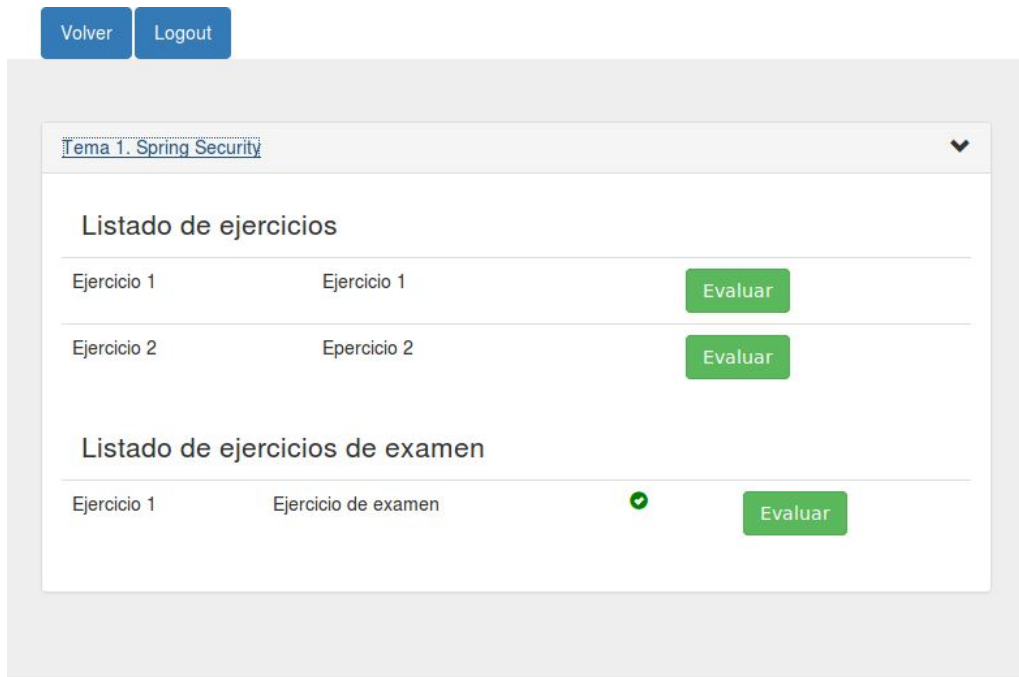 Volver Logout
Tema 1. Spring Security
Listado de ejercicios
Ejercicio 1 Ejercicio 1 Evaluar
Ejercicio 2 Epercicio 2 Evaluar
Listado de ejercicios de examen
Ejercicio 1 Ejercicio de examen Evaluar